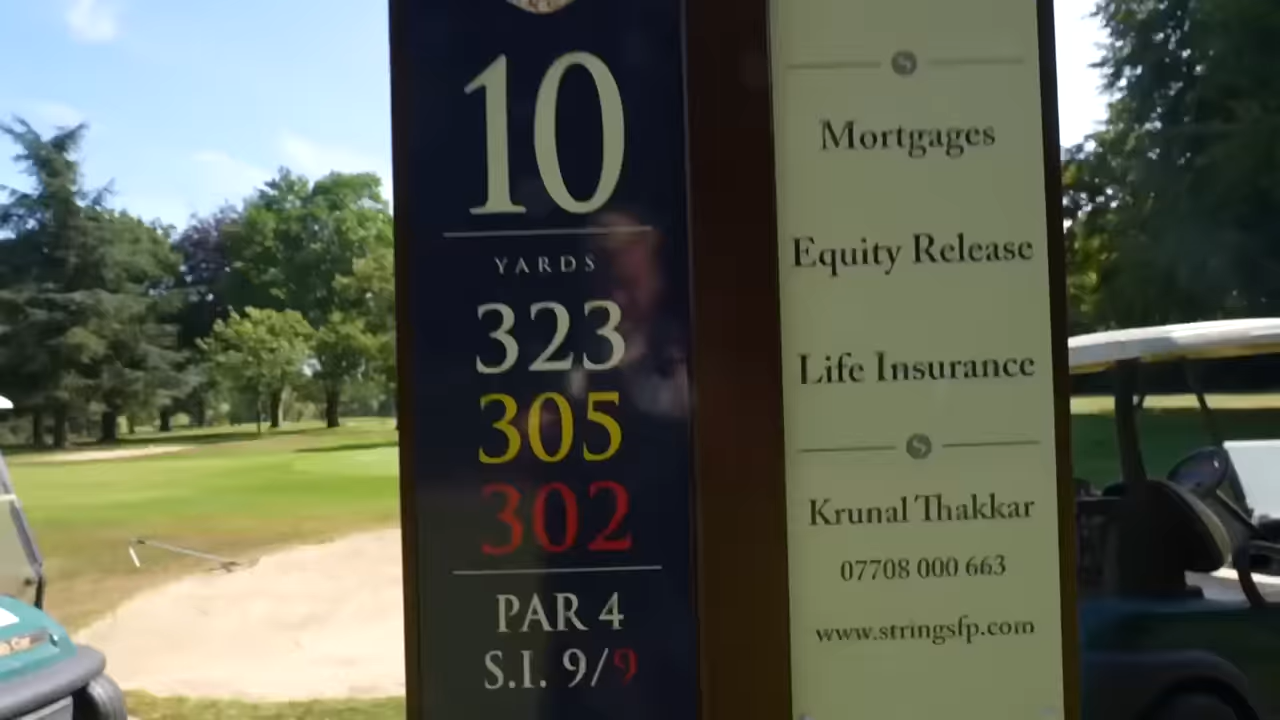 10
YARDS
323
305
302
PAR 4
S.I. 9/9
Mortgages
Equity Release
Life Insurance
Krunal Thakkar
07708 000 663
www.stringsfp.com